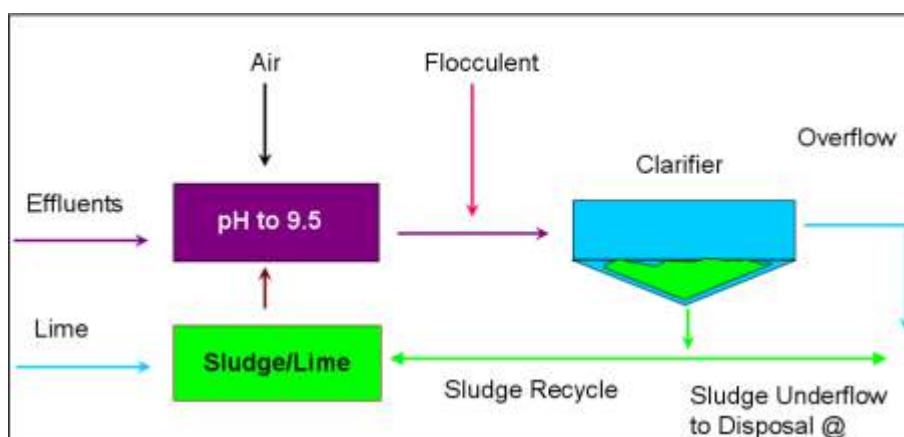 Air
Flocculent
Overflow
Clarifier
Effluents
pH to 9.5
Lime
Sludge/Lime
Sludge Recycle
Sludge Underflow
to Disposal @